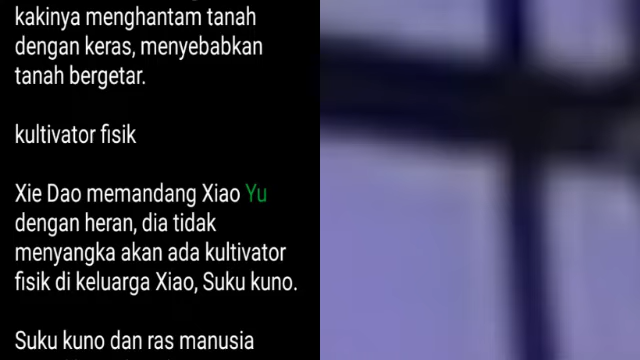 kakinya menghantam tanah
dengan keras, menyebabkan
tanah bergetar.
kultivator fisik
Xie Dao memandang Xiao Yu
dengan heran, dia tidak
menyangka akan ada kultivator
fisik di keluarga Xiao, Suku kuno.
Suku kuno dan ras manusia